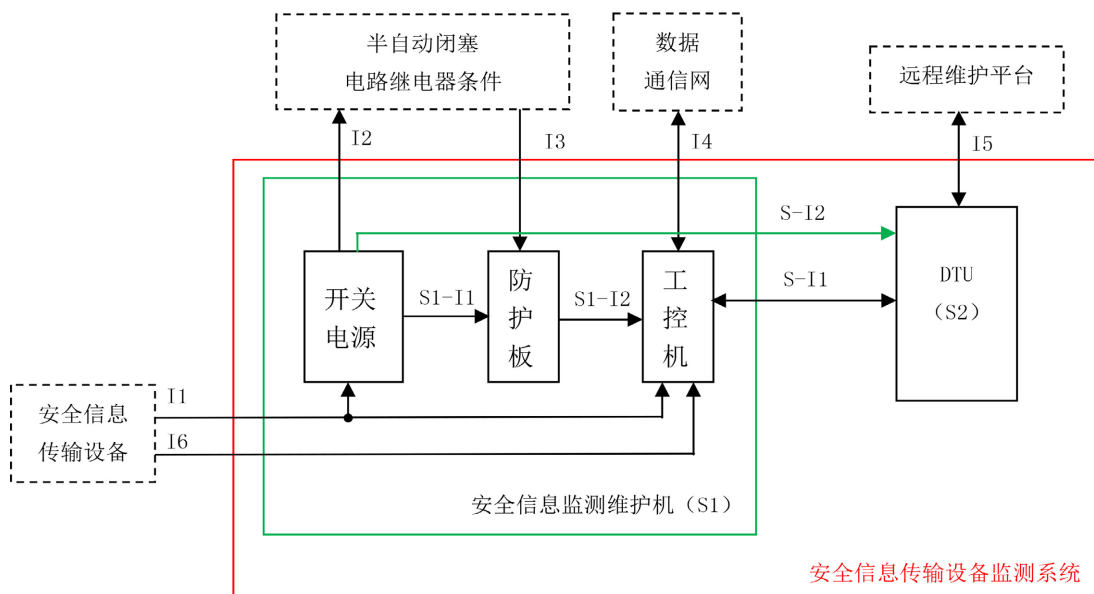 半自动闭塞
电路继电器条件
数据
通信网
远程维护平台
I2
I3
I4
I5
S-I2
开关
电源
S1-I1
防
护
板
S1-I2
工
控
机
S-I1
DTU
（S2）
安全信息
传输设备
I1
I6
安全信息监测维护机（S1）
安全信息传输设备监测系统